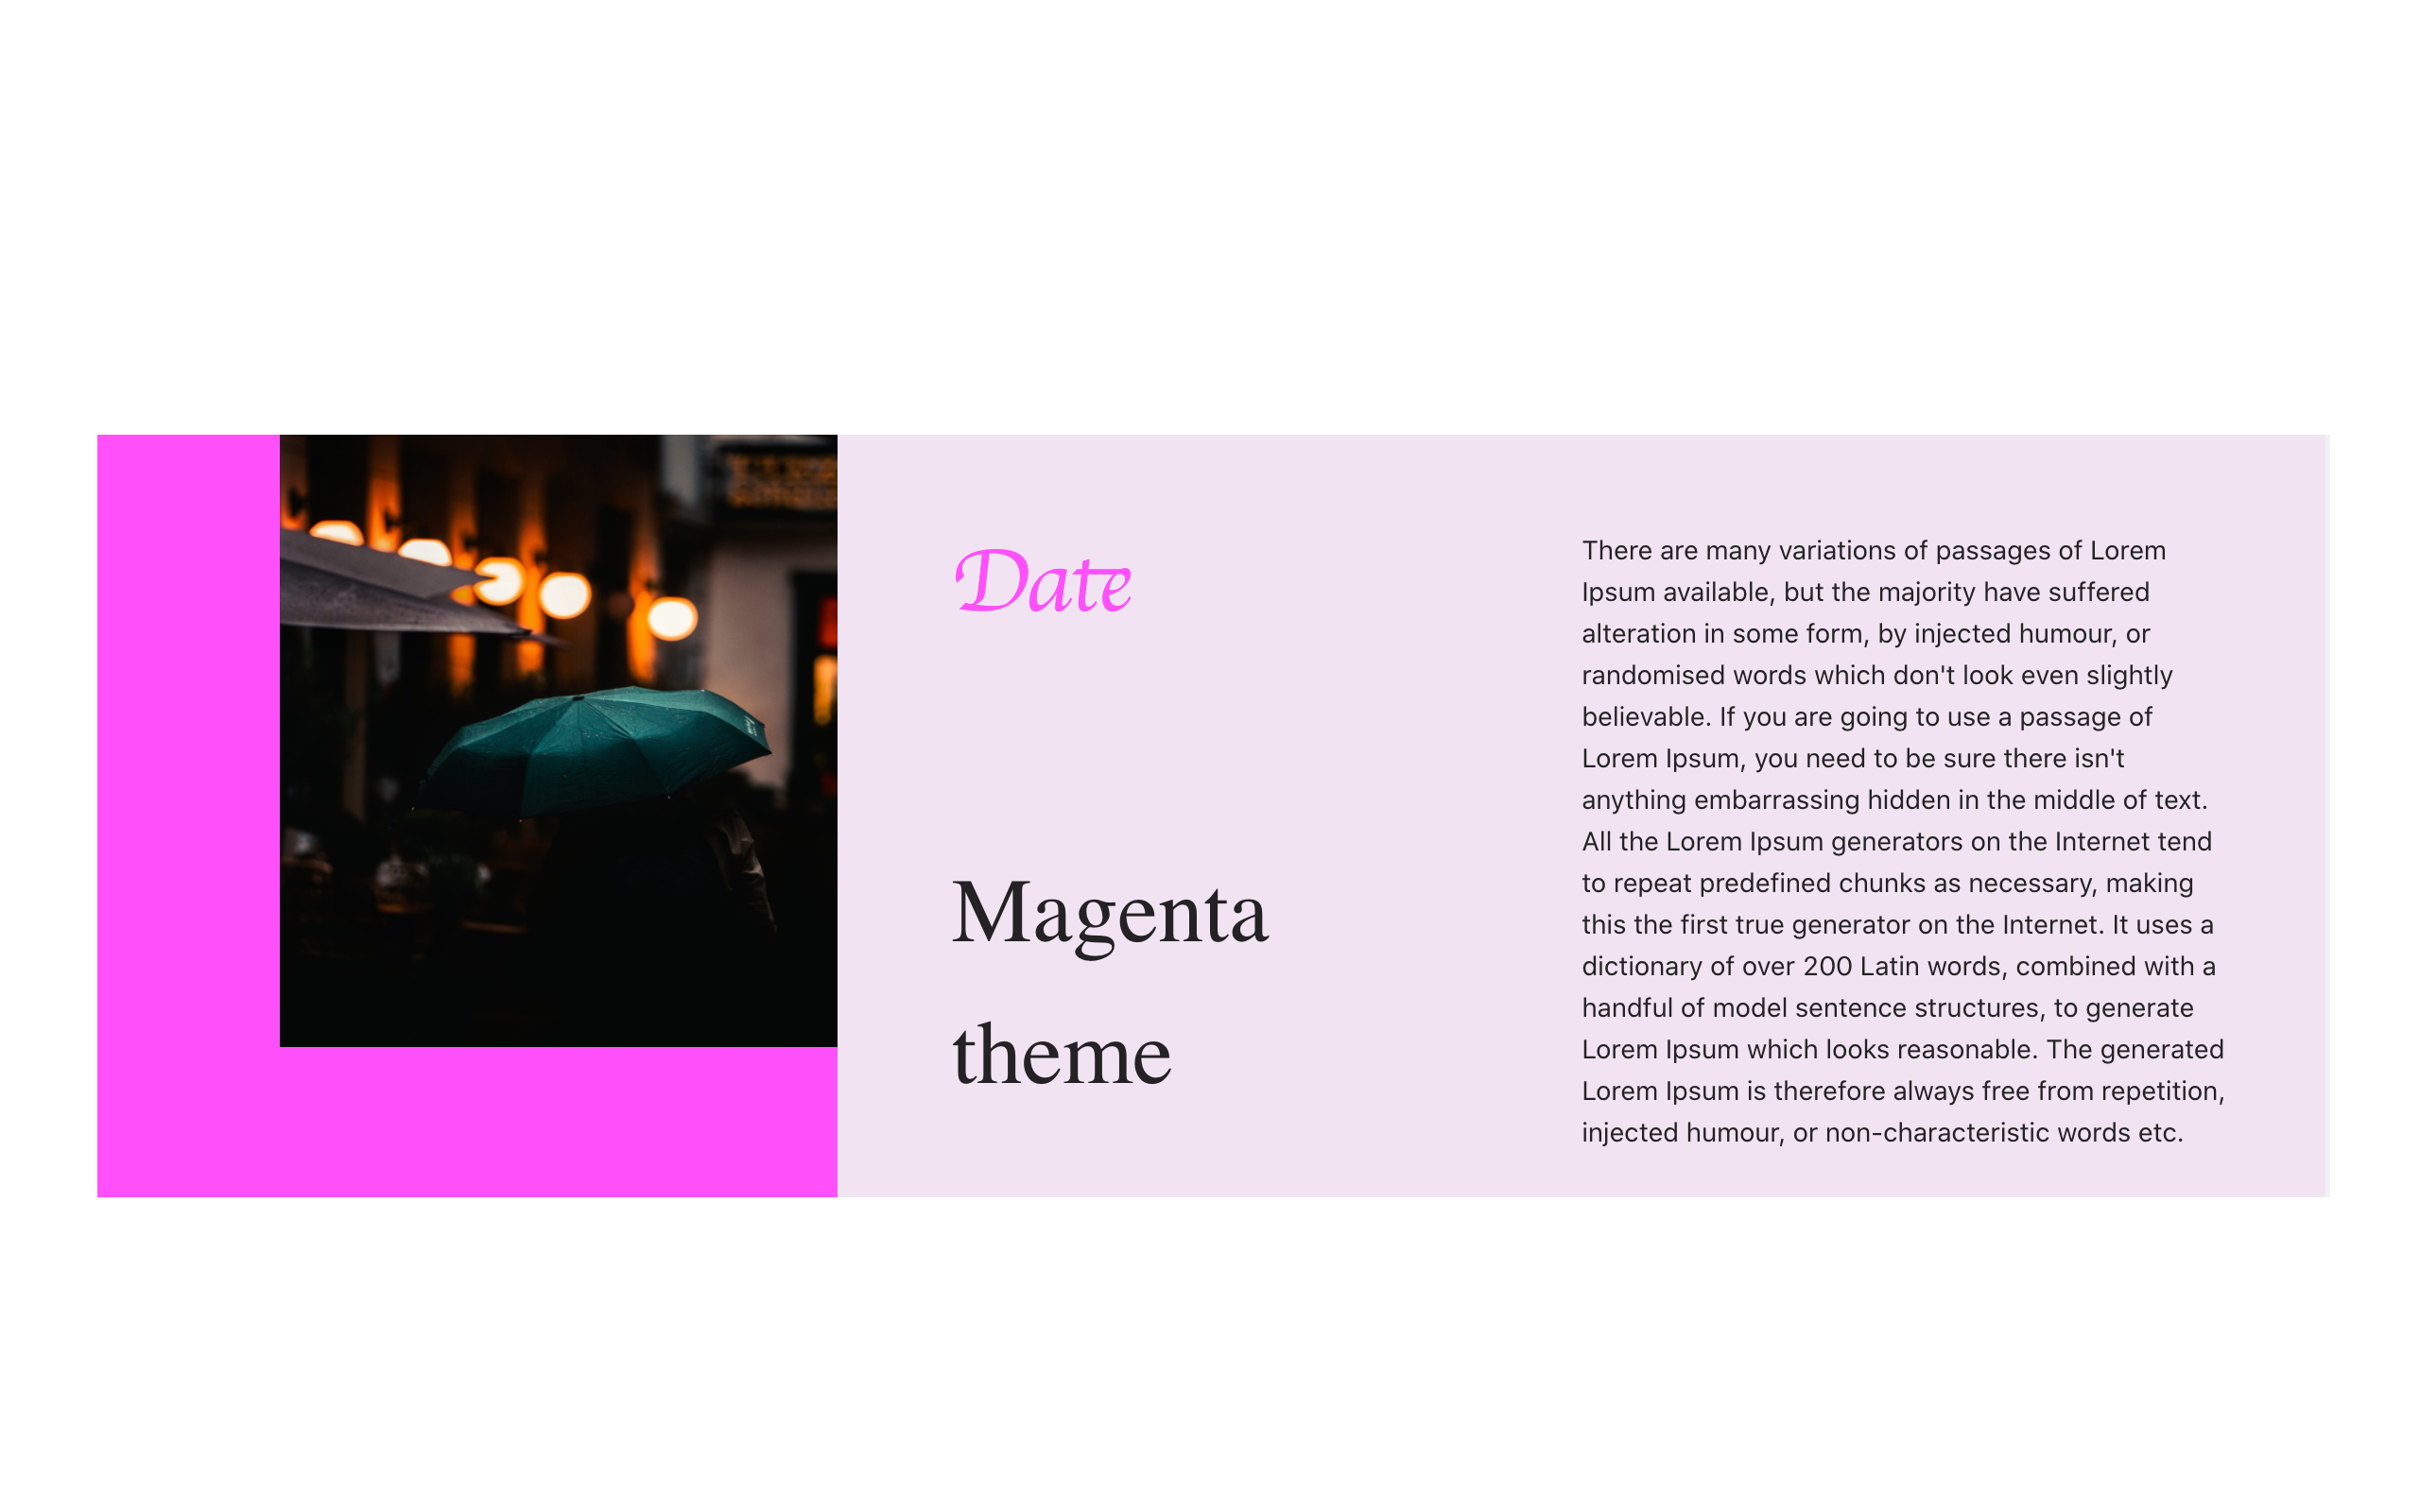 Date
Magenta
theme
There are many variations of passages of Lorem
Ipsum available, but the majority have suffered
alteration in some form, by injected humour, or
randomised words which don't look even slightly
believable. If you are going to use a passage of
Lorem Ipsum, you need to be sure there isn't
anything embarrassing hidden in the middle of text.
All the Lorem Ipsum generators on the Internet tend
to repeat predefined chunks as necessary, making
this the first true generator on the Internet. It uses a
dictionary of over 200 Latin words, combined with a
handful of model sentence structures, to generate
Lorem Ipsum which looks reasonable. The generated
Lorem Ipsum is therefore always free from repetition,
injected humour, or non-characteristic words etc.